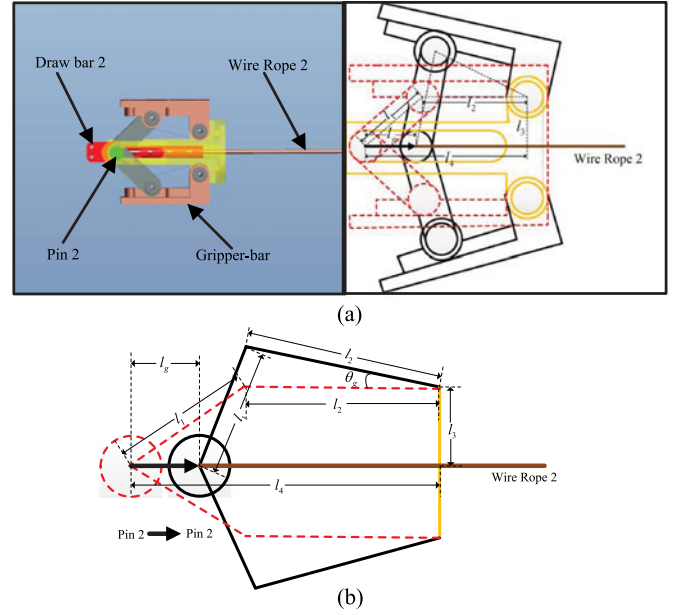 Draw bar 2
Wire Rope 2
Pin 2
Gripper-bar
l2
l3
l4
Wire Rope 2
(a)
lg
l2
θg
l1
l1
l2
l3
l4
Wire Rope 2
Pin 2 Pin 2
(b)